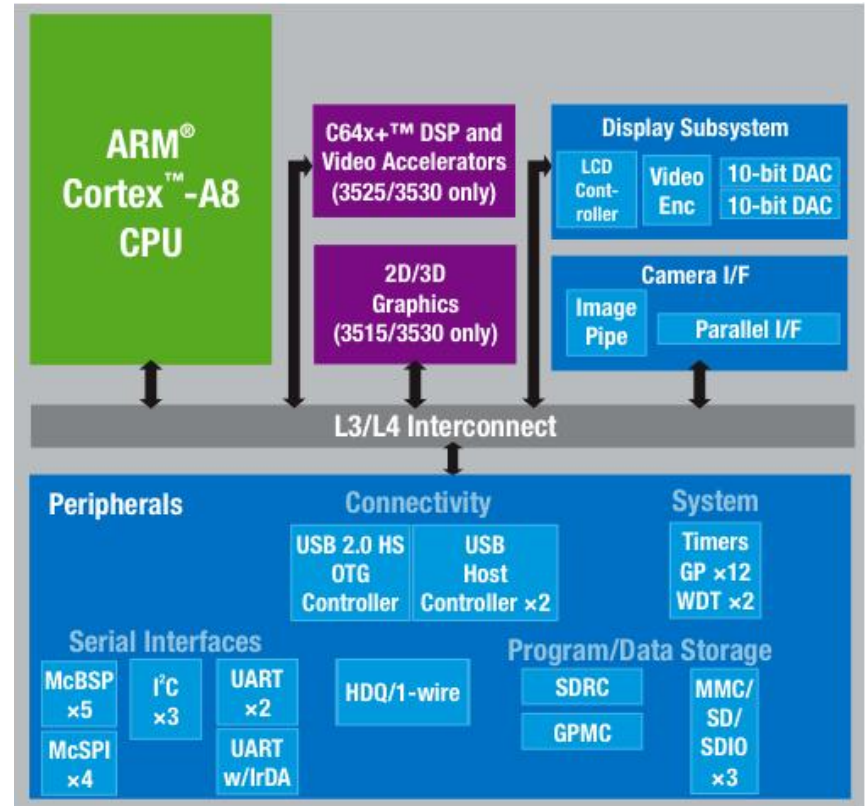 ARM®
Cortex™-A8
CPU
C64x+™ DSP and
Video Accelerators
(3525/3530 only)
2D/3D
Graphics
(3515/3530 only)
Display Subsystem
LCD
Cont-
roller
Video
Enc
10-bit DAC
10-bit DAC
Camera I/F
Image
Pipe
Parallel I/F
L3/L4 Interconnect
Peripherals
Connectivity
USB 2.0 HS
OTG
Controller
USB
Host
Controller ×2
System
Timers
GP ×12
WDT ×2
Serial Interfaces
McBSP
×5
McSPI
×4
I²C
×3
UART
×2
UART
w/IrDA
HDQ/1-wire
Program/Data Storage
SDRC
GPMC
MMC/
SD/
SDIO
×3